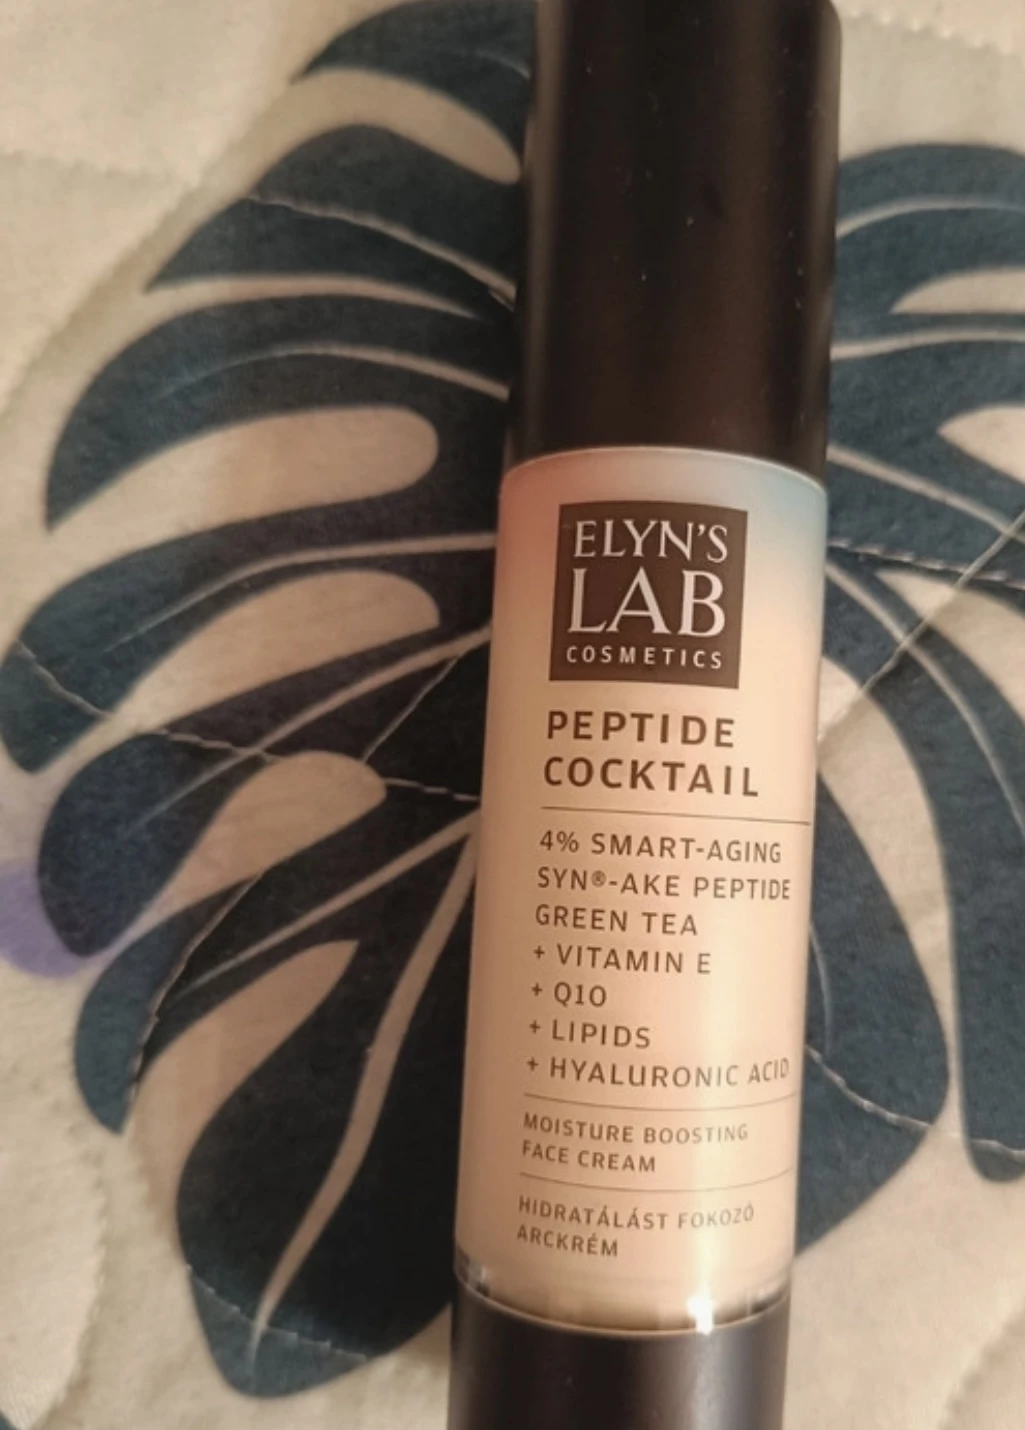 ELYN'S
LAB
COSMETICS
PEPTIDE
COCKTAIL
4% SMART-AGING
SYN®-AKE PEPTIDE
GREEN TEA
+ VITAMIN E
+ Q10
+ LIPIDS
+ HYALURONIC ACID
MOISTURE BOOSTING
FACE CREAM
HIDRATÁLÁST FOKOZÓ
ARCKRÉM